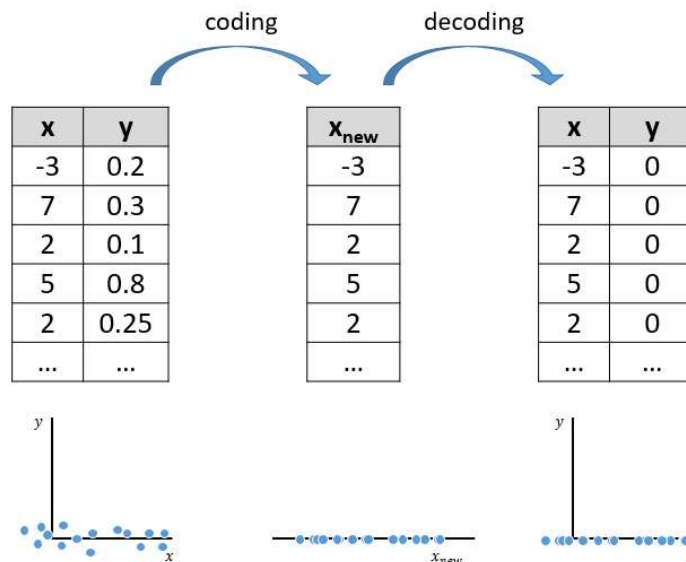 coding decoding
x y x_new x y
-3 0.2 -3 -3 0
7 0.3 7 7 0
2 0.1 2 2 0
5 0.8 5 5 0
2 0.25 2 2 0
... ... ... ... ...
y y
x x_new